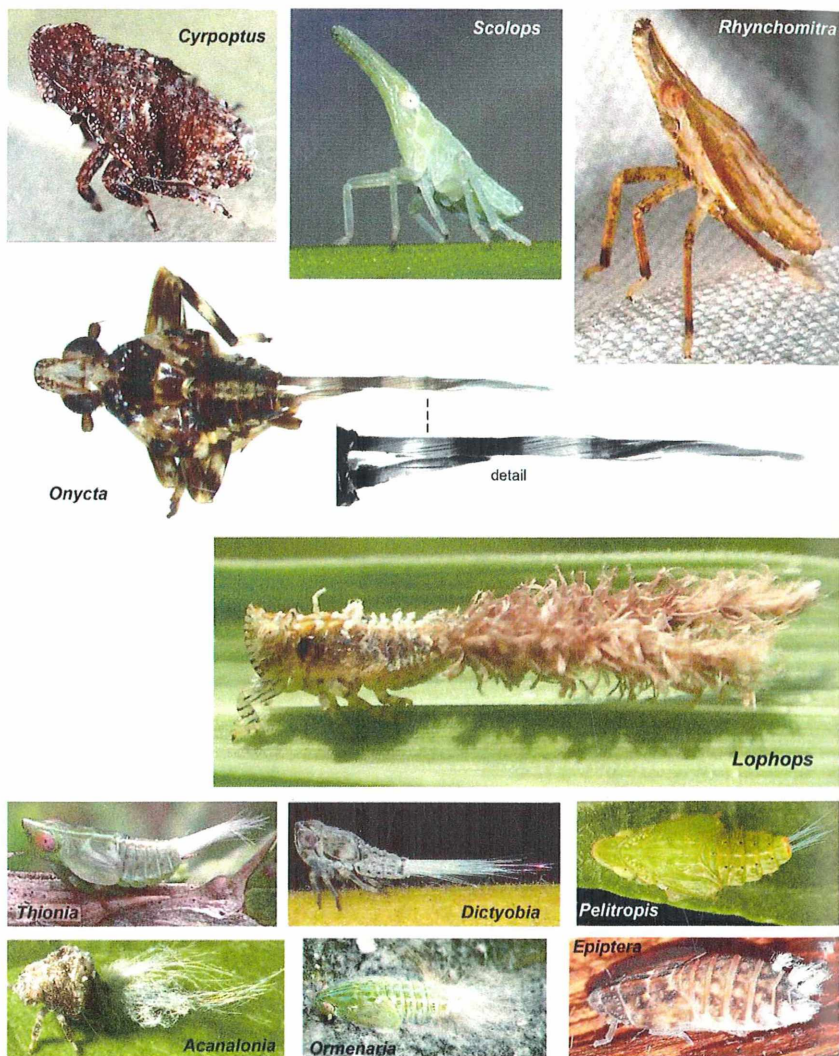 Cyrpoptus
Scolops
Rhynchomitra
Onycta
detail
Lophops
Thionia
Dictyobia
Pelitropis
Acanalonia
Ormenaria
Epiptera